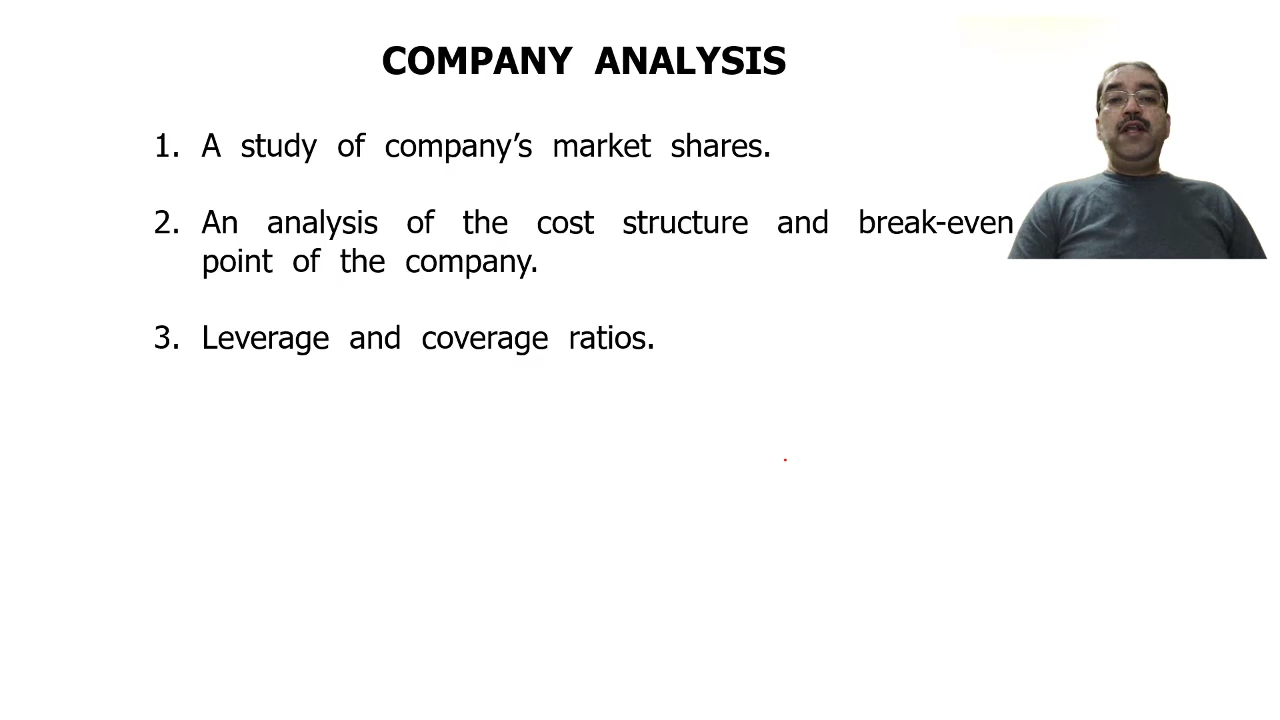 COMPANY ANALYSIS
1. A study of company’s market shares.
2. An analysis of the cost structure and break-even
point of the company.
3. Leverage and coverage ratios.